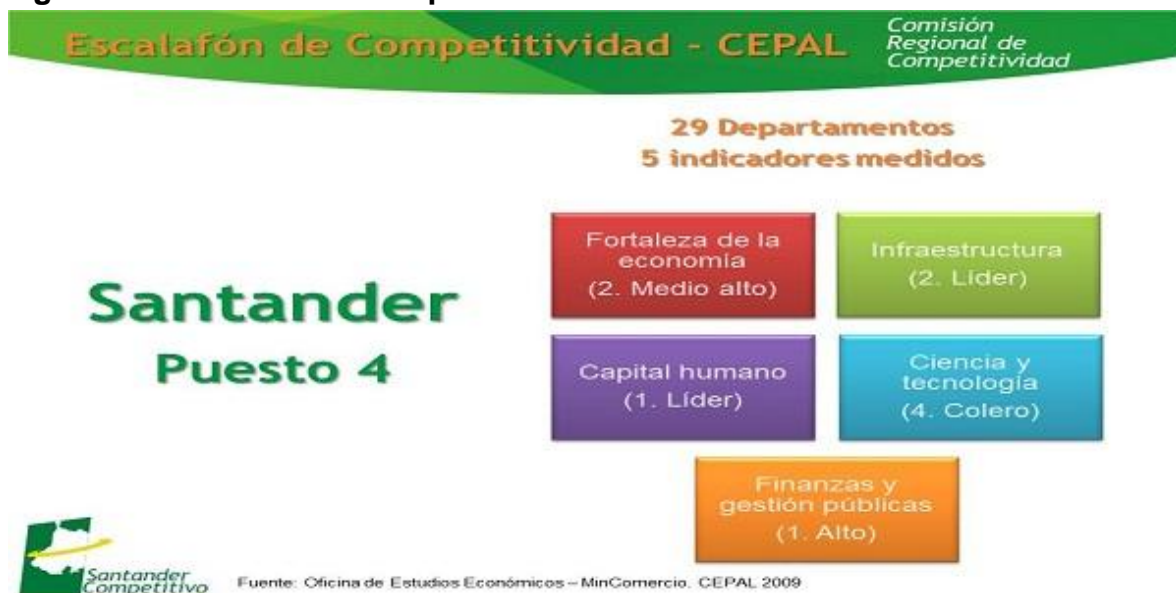 Escalafón de Competitividad - CEPAL
Comisión
Regional de
Competitividad
29 Departamentos
5 indicadores medidos
Santander
Puesto 4
Fortaleza de la
economía
(2. Medio alto)
Infraestructura
(2. Líder)
Capital humano
(1. Líder)
Ciencia y
tecnología
(4. Colero)
Finanzas y
gestión públicas
(1. Alto)
Santander
Competitivo
Fuente: Oficina de Estudios Económicos – MinComercio. CEPAL 2009